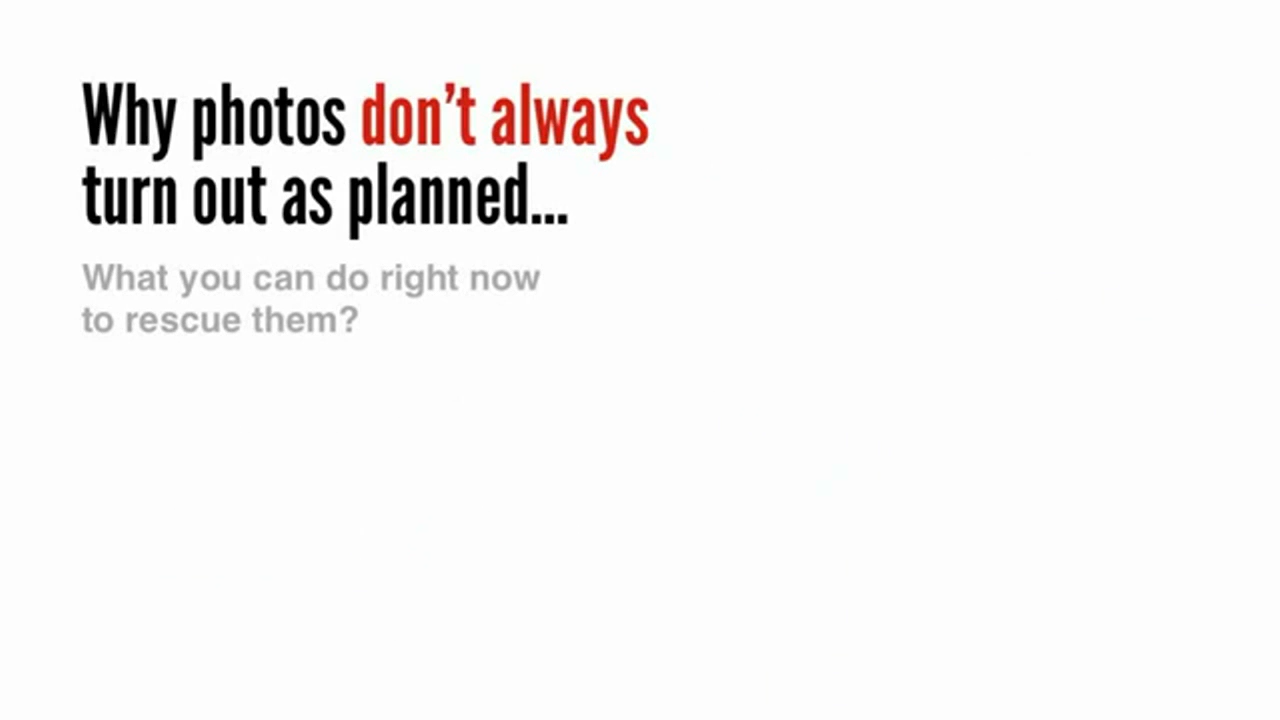 Why photos don’t always
turn out as planned...
What you can do right now
to rescue them?